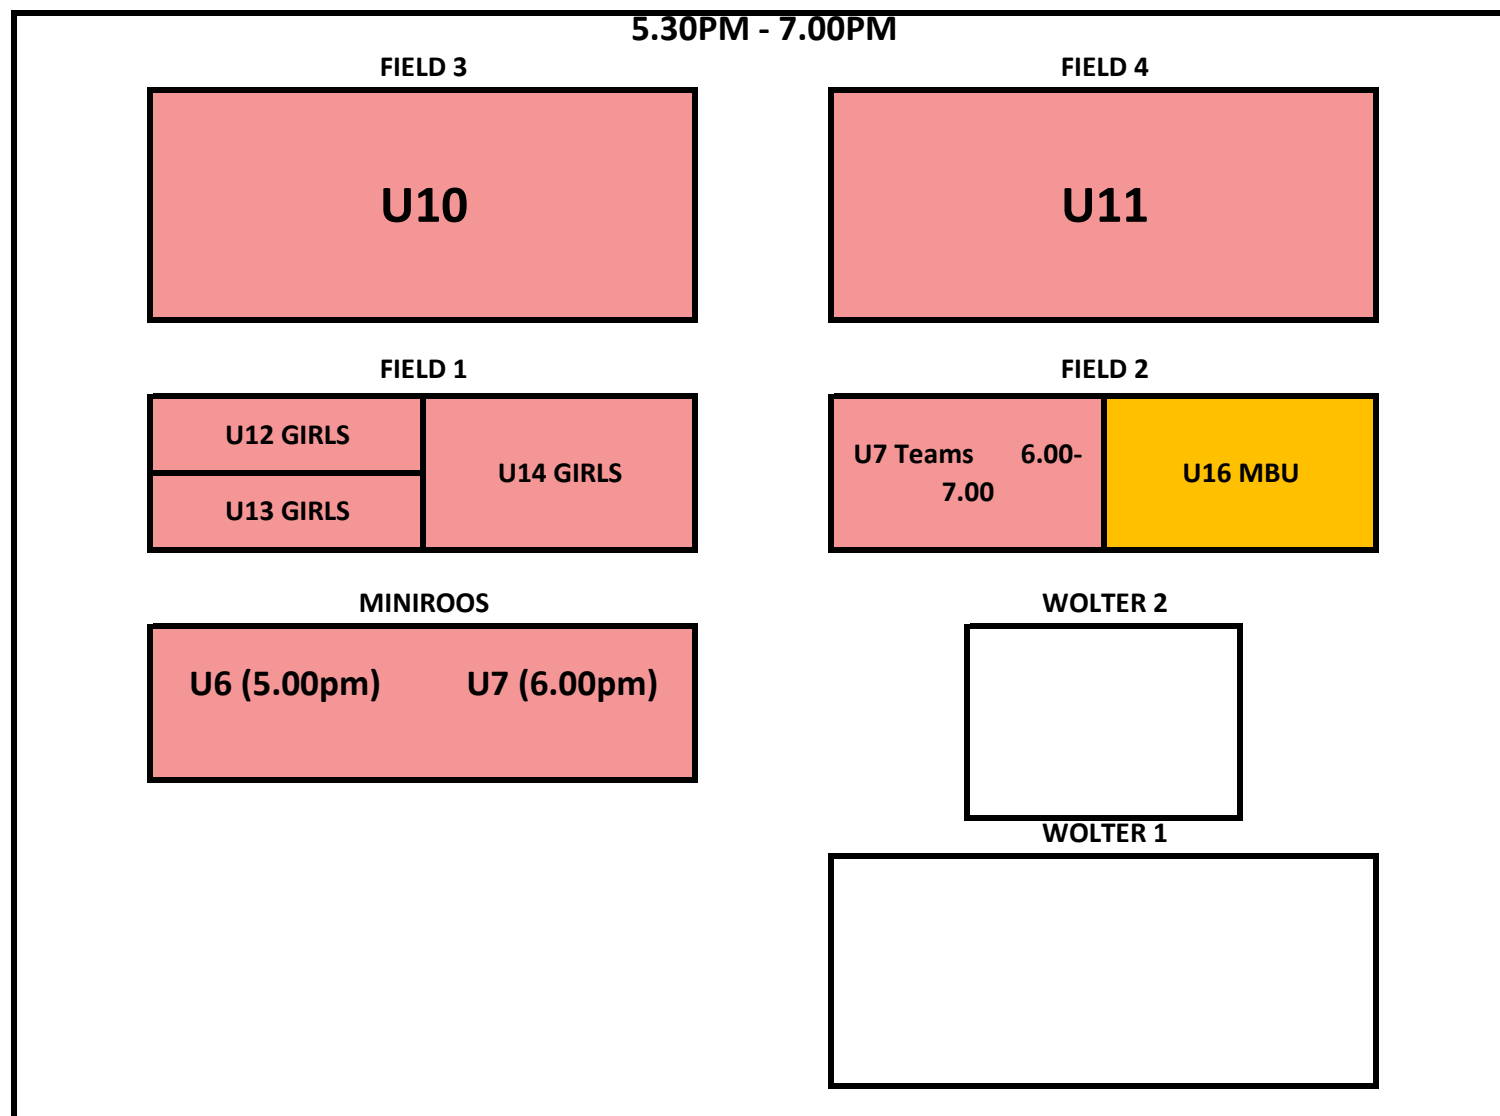 5.30PM - 7.00PM
FIELD 3
FIELD 4
U10
U11
FIELD 1
FIELD 2
U12 GIRLS
U13 GIRLS
U14 GIRLS
U7 Teams 6.00-
7.00
U16 MBU
MINIROOS
WOLTER 2
U6 (5.00pm) U7 (6.00pm)
WOLTER 1